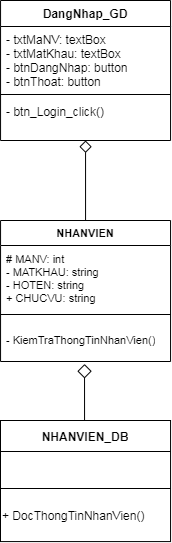 DangNhap_GD
- txtMaNV: textBox
- txtMatKhau: textBox
- btnDangNhap: button
- btnThoat: button
- btn_Login_click()
NHANVIEN
# MANV: int
- MATKHAU: string
- HOTEN: string
+ CHUCVU: string
- KiemTraThongTinNhanVien()
NHANVIEN_DB
+ DocThongTinNhanVien()